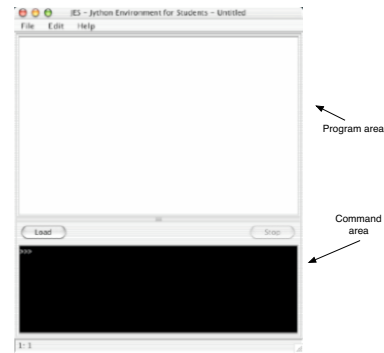 JES - Jython Environment for Students - Untitled
File Edit Help
Program area
Load Stop
Command
area
>>>
1: 1